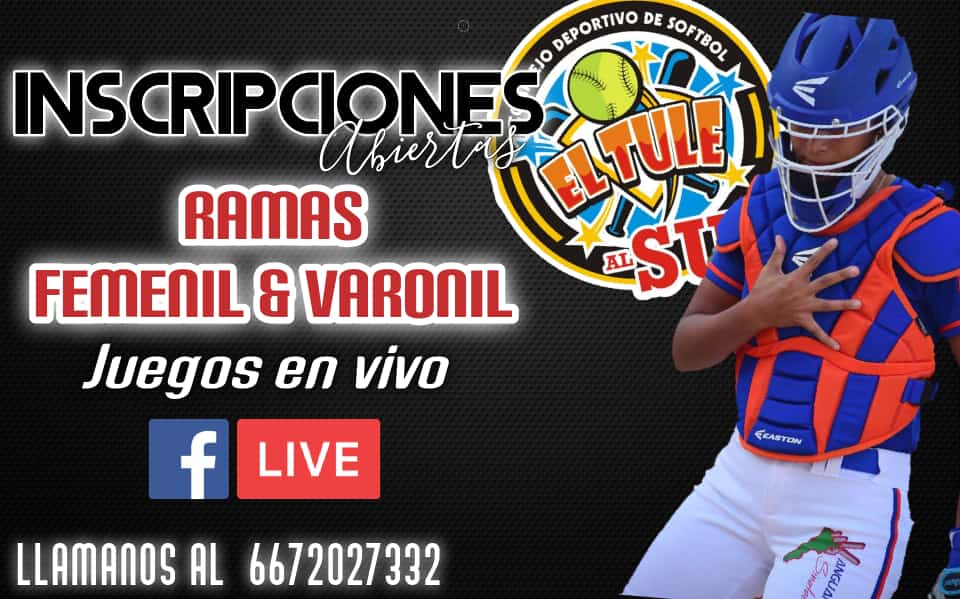 INSCRIPCIONES
Abiertas
RAMAS
FEMENIL & VARONIL
Juegos en vivo
f LIVE
LLAMANOS AL 6672027332
DEPORTIVO DE SOFTBOL
EL TULE
AL
EASTON